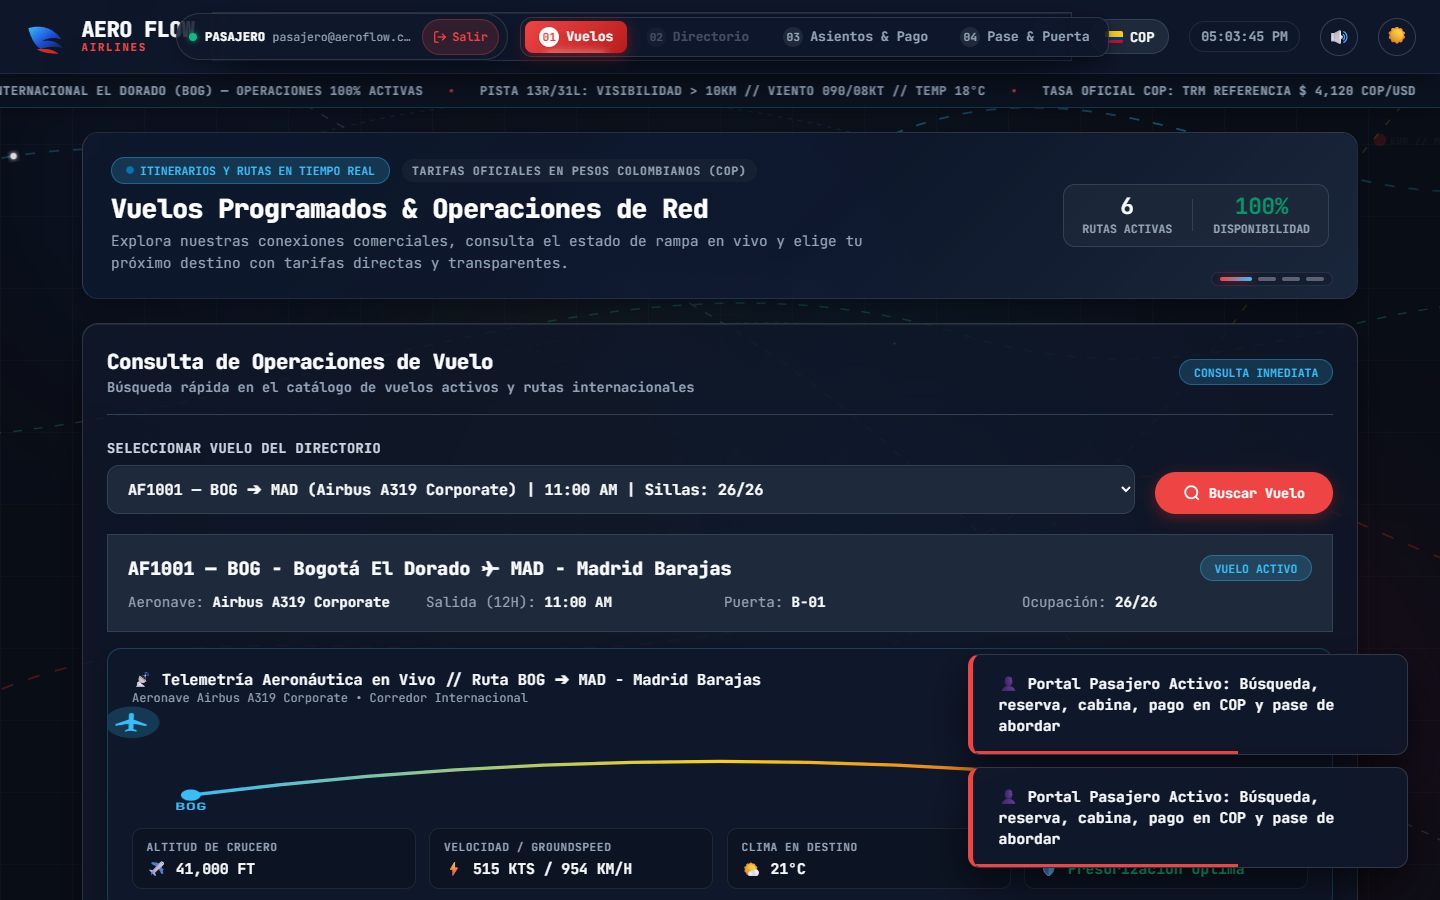 AERO FLOW
AIRLINES
PASAJERO pasajero@aeroflow.c…
Salir
01 Vuelos
02 Directorio
03 Asientos & Pago
04 Pase & Puerta
COP
05:03:45 PM
NTERNACIONAL EL DORADO (BOG) — OPERACIONES 100% ACTIVAS • PISTA 13R/31L: VISIBILIDAD > 10KM // VIENTO 090/08KT // TEMP 18°C • TASA OFICIAL COP: TRM REFERENCIA $ 4,120 COP/USD
ITINERARIOS Y RUTAS EN TIEMPO REAL
TARIFAS OFICIALES EN PESOS COLOMBIANOS (COP)
Vuelos Programados & Operaciones de Red
Explora nuestras conexiones comerciales, consulta el estado de rampa en vivo y elige tu
próximo destino con tarifas directas y transparentes.
6
RUTAS ACTIVAS
100%
DISPONIBILIDAD
Consulta de Operaciones de Vuelo
Búsqueda rápida en el catálogo de vuelos activos y rutas internacionales
CONSULTA INMEDIATA
SELECCIONAR VUELO DEL DIRECTORIO
AF1001 — BOG ➔ MAD (Airbus A319 Corporate) | 11:00 AM | Sillas: 26/26
Buscar Vuelo
AF1001 — BOG - Bogotá El Dorado ✈ MAD - Madrid Barajas
VUELO ACTIVO
Aeronave: Airbus A319 Corporate
Salida (12H): 11:00 AM
Puerta: B-01
Ocupación: 26/26
Telemetría Aeronáutica en Vivo // Ruta BOG ➔ MAD - Madrid Barajas
Aeronave Airbus A319 Corporate • Corredor Internacional
BOG
ALTITUD DE CRUCERO
41,000 FT
VELOCIDAD / GROUNDSPEED
515 KTS / 954 KM/H
CLIMA EN DESTINO
21°C
Presorización Óptima
Portal Pasajero Activo: Búsqueda,
reserva, cabina, pago en COP y pase de
abordar
Portal Pasajero Activo: Búsqueda,
reserva, cabina, pago en COP y pase de
abordar